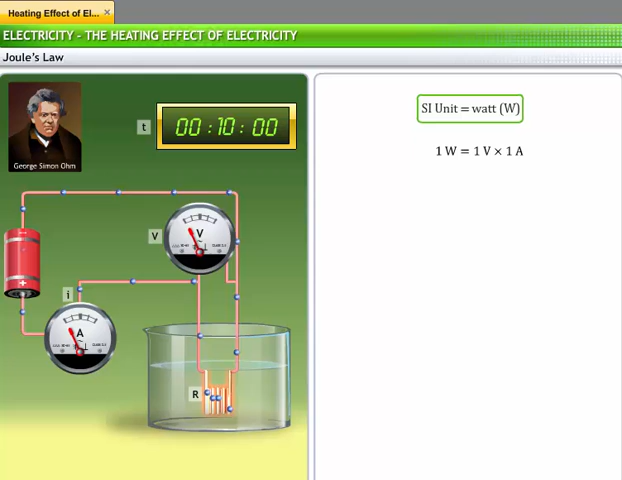 Heating Effect of El...
ELECTRICITY - THE HEATING EFFECT OF ELECTRICITY
Joule's Law
George Simon Ohm
t
00:10:00
SI Unit = watt (W)
1 W = 1 V × 1 A
V
V
i
A
R
+